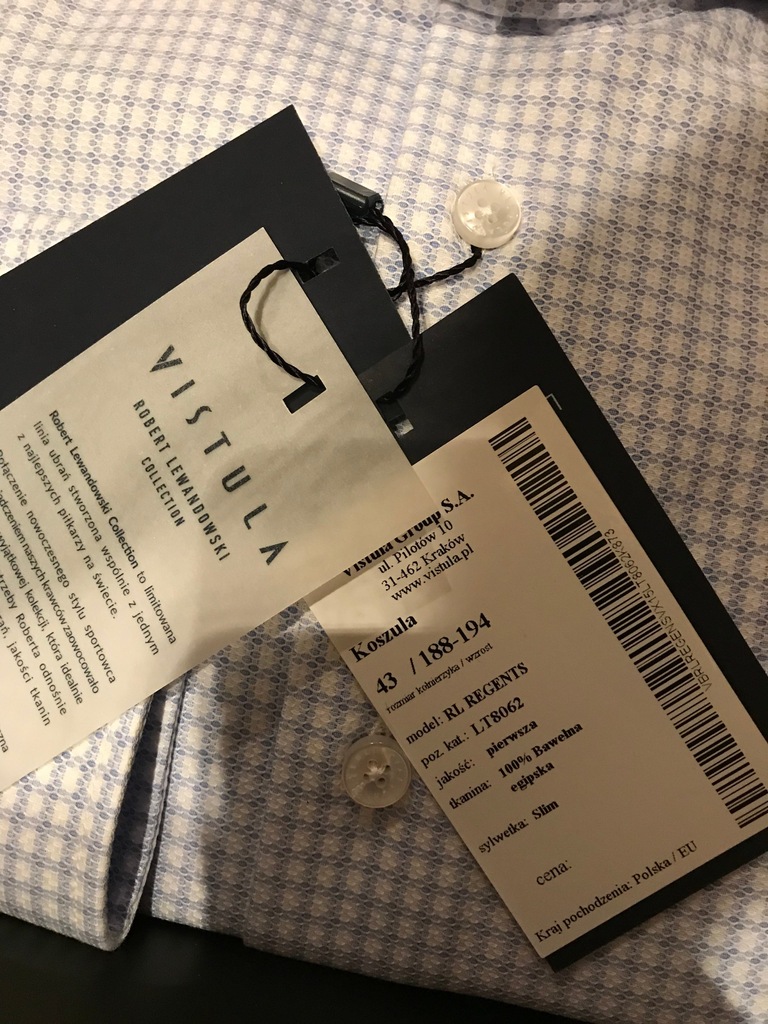 VISTULA
ROBERT LEWANDOWSKI
COLLECTION
Robert Lewandowski Collection to limitowana
linia ubrań stworzona wspólnie z jednym
z najlepszych piłkarzy na świecie.
Połączenie nowoczesnego stylu sportowca
naszych krawców zaowocowało
kolekcji, która idealnie
Roberta odnośnie
jakości tkanin
Vistula Group S.A.
ul. Pilotów 10
31-462 Kraków
www.vistula.pl
Koszula
43 / 188-194
rozmiar kołnierzyka / wzrost
model: RL REGENTS
poz. kat.: LT8062
jakość: pierwsza
tkanina: 100% Bawełna
egipska
sylwetka: Slim
cena:
Kraj pochodzenia: Polska / EU